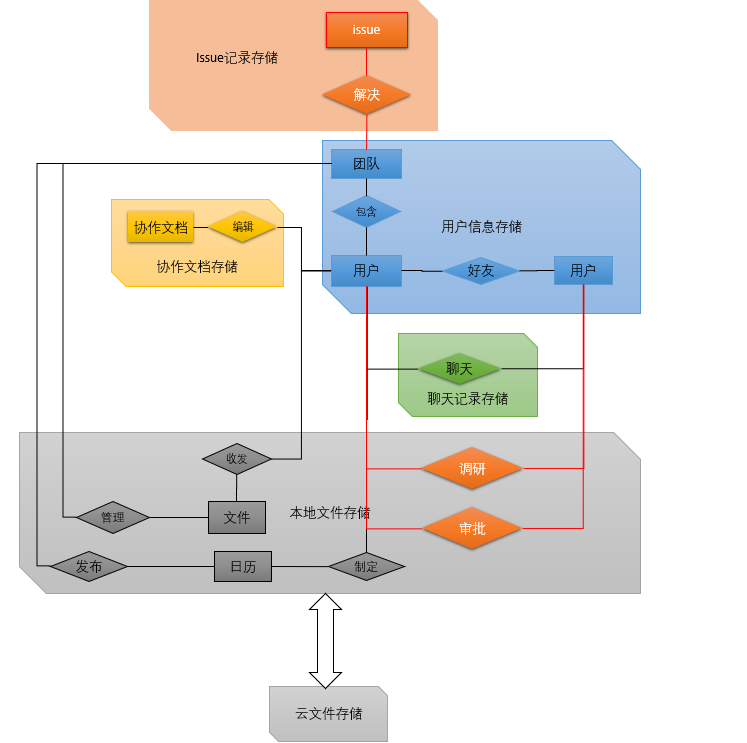 issue
Issue记录存储
解决
团队
包含
用户信息存储
协作文档
编辑
协作文档存储
用户
好友
用户
聊天
聊天记录存储
收发
调研
管理
文件
本地文件存储
审批
发布
日历
制定
云文件存储